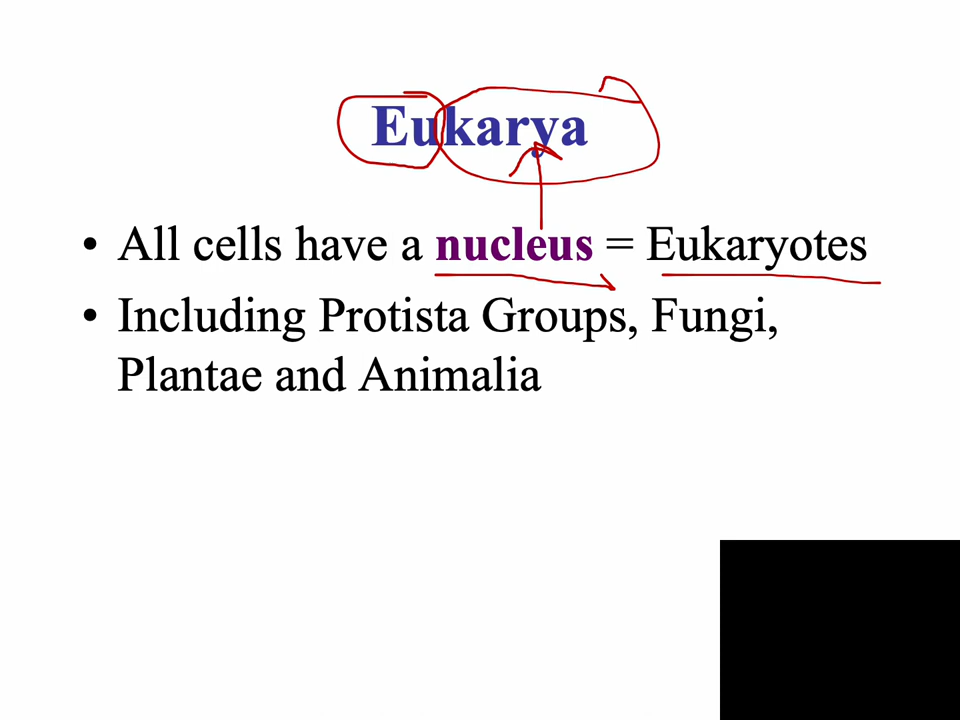 Eukarya
• All cells have a nucleus = Eukaryotes
• Including Protista Groups, Fungi,
Plantae and Animalia